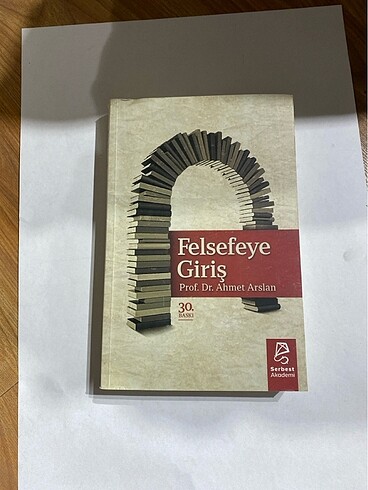 Felsefeye
Giriş
Prof. Dr. Ahmet Arslan
30.
BASKI
Serbest
Akademi